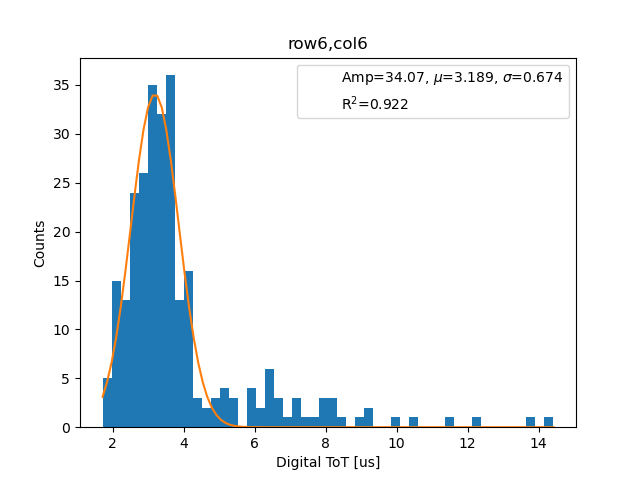 row6,col6
Amp=34.07, μ=3.189, σ=0.674
R²=0.922
35
30
25
20
15
10
5
0
Counts
2 4 6 8 10 12 14
Digital ToT [us]